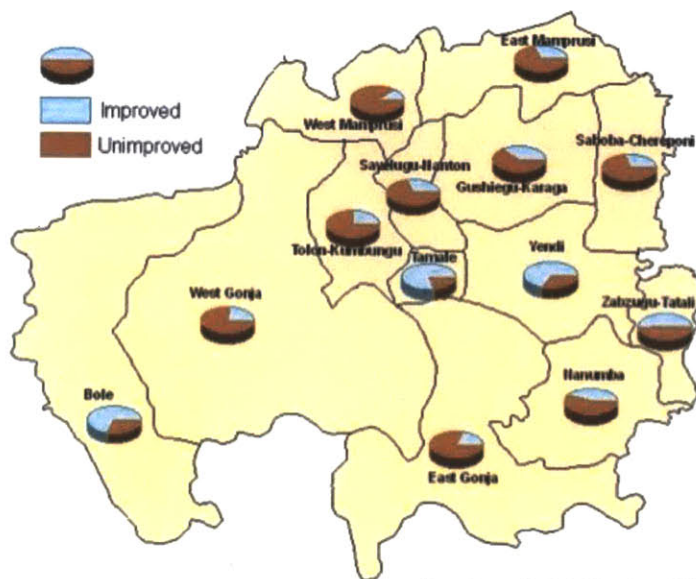 East Mamprusi
Improved
West Mamprusi
Unimproved
Saboba-Chereponi
Savelugu-Nanton
Gushiegu-Karaga
Tolon-Kumbungu
Tamale
Yendi
West Gonja
Zabzugu-Tatali
Nanumba
Bole
East Gonja